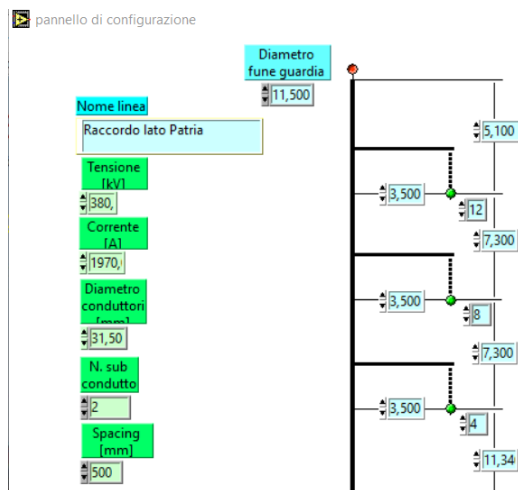 pannello di configurazione
Diametro
fune guardia
11,500
Nome linea
Raccordo lato Patria
5,100
Tensione
[kV]
380,
3,500
12
Corrente
[A]
1970,
7,300
Diametro
conduttori
[mm]
31,50
3,500
8
7,300
N. sub
condutto
2
3,500
4
Spacing
[mm]
500
11,34